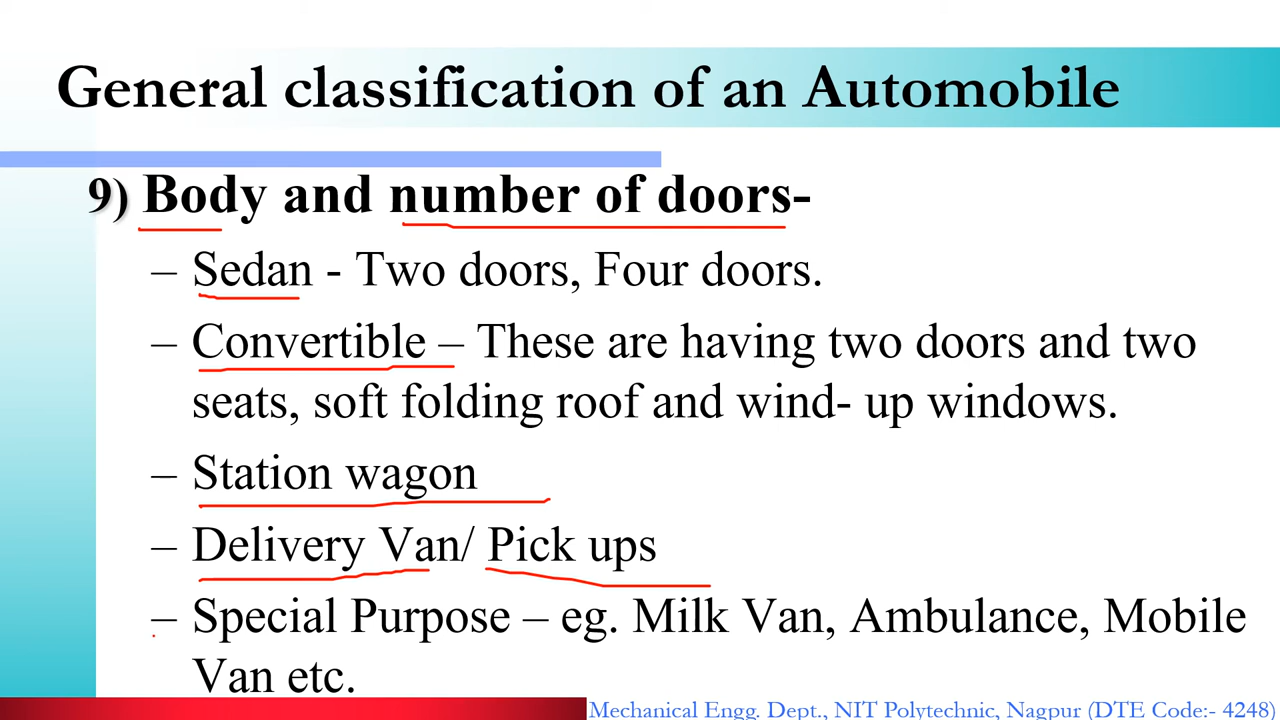 General classification of an Automobile
9) Body and number of doors-
– Sedan - Two doors, Four doors.
– Convertible – These are having two doors and two
seats, soft folding roof and wind- up windows.
– Station wagon
– Delivery Van/ Pick ups
– Special Purpose – eg. Milk Van, Ambulance, Mobile
Van etc.
Mechanical Engg. Dept., NIT Polytechnic, Nagpur (DTE Code:- 4248)